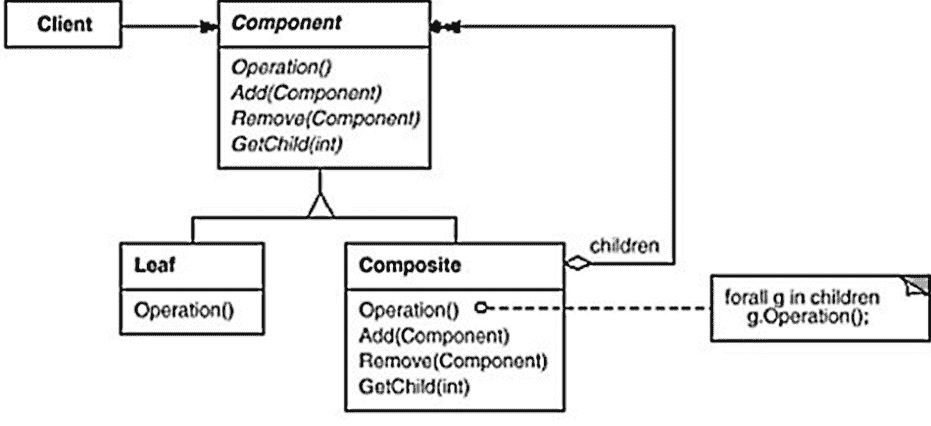 Client
Component
Operation()
Add(Component)
Remove(Component)
GetChild(int)
Leaf
Operation()
Composite
Operation()
Add(Component)
Remove(Component)
GetChild(int)
children
forall g in children
g.Operation();